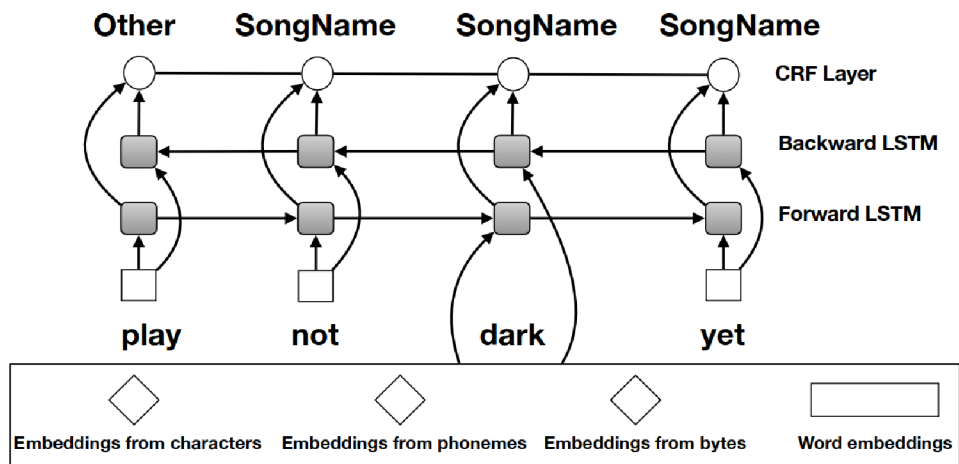 Other SongName SongName SongName
CRF Layer
Backward LSTM
Forward LSTM
play not dark yet
Embeddings from characters Embeddings from phonemes Embeddings from bytes Word embeddings